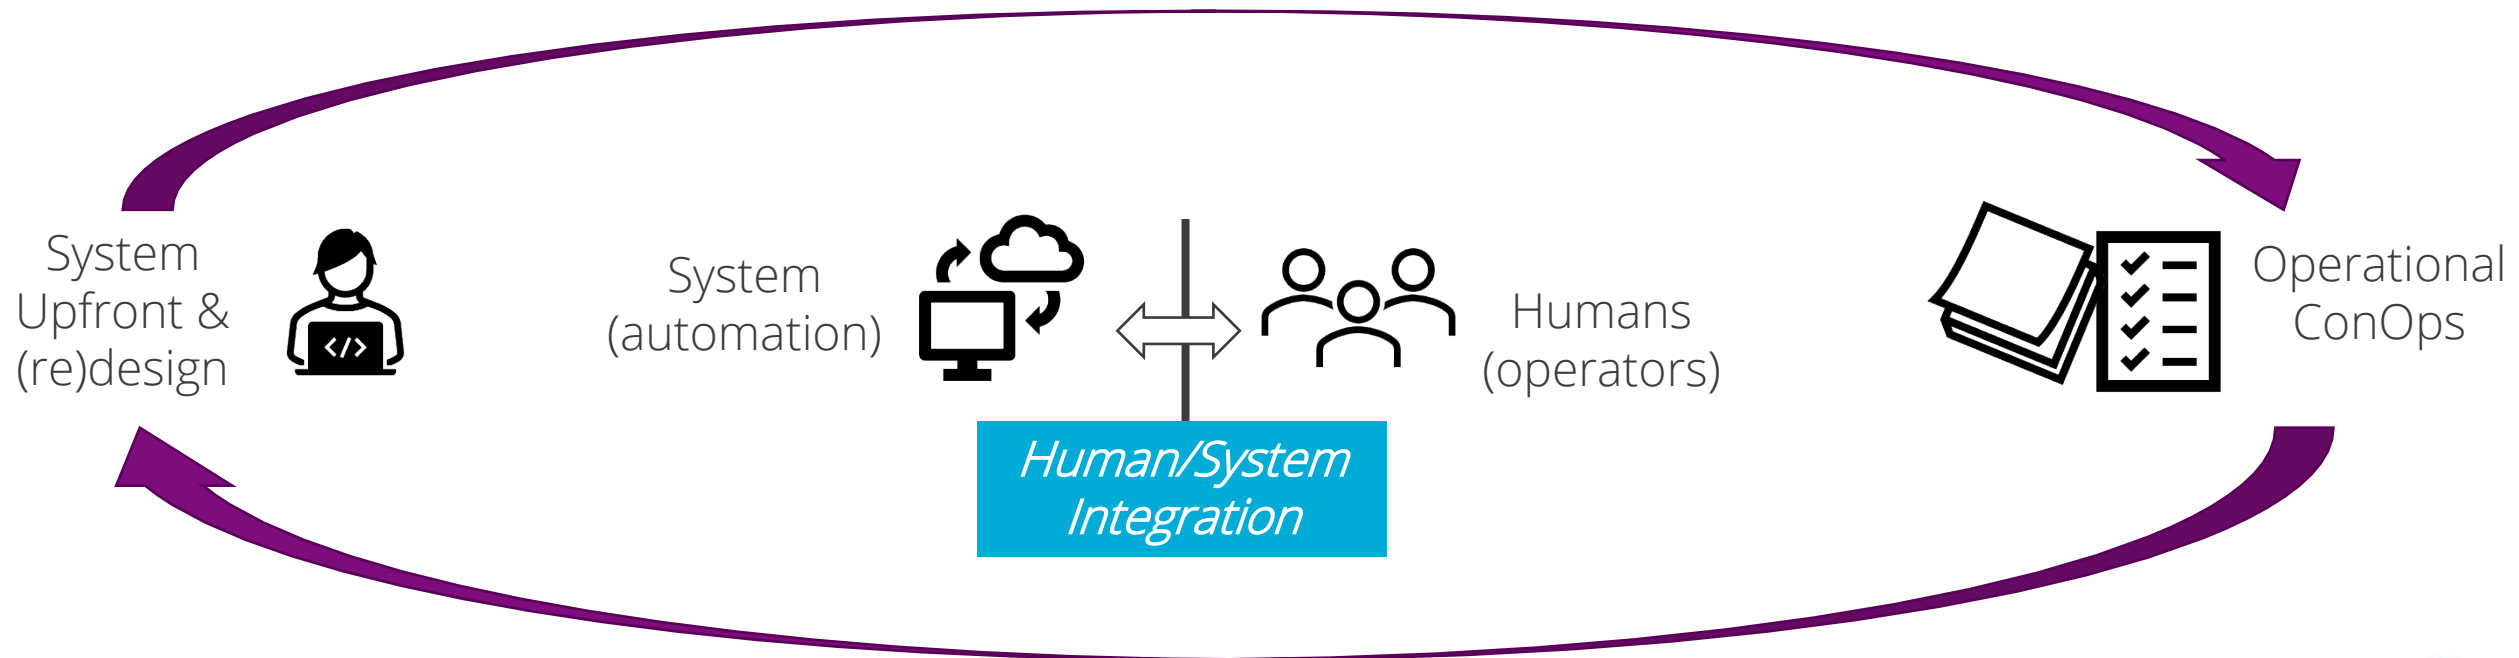 System
Upfront &
(re)design
</>
System
(automation)
Humans
(operators)
Operational
ConOps
Human/System
Integration